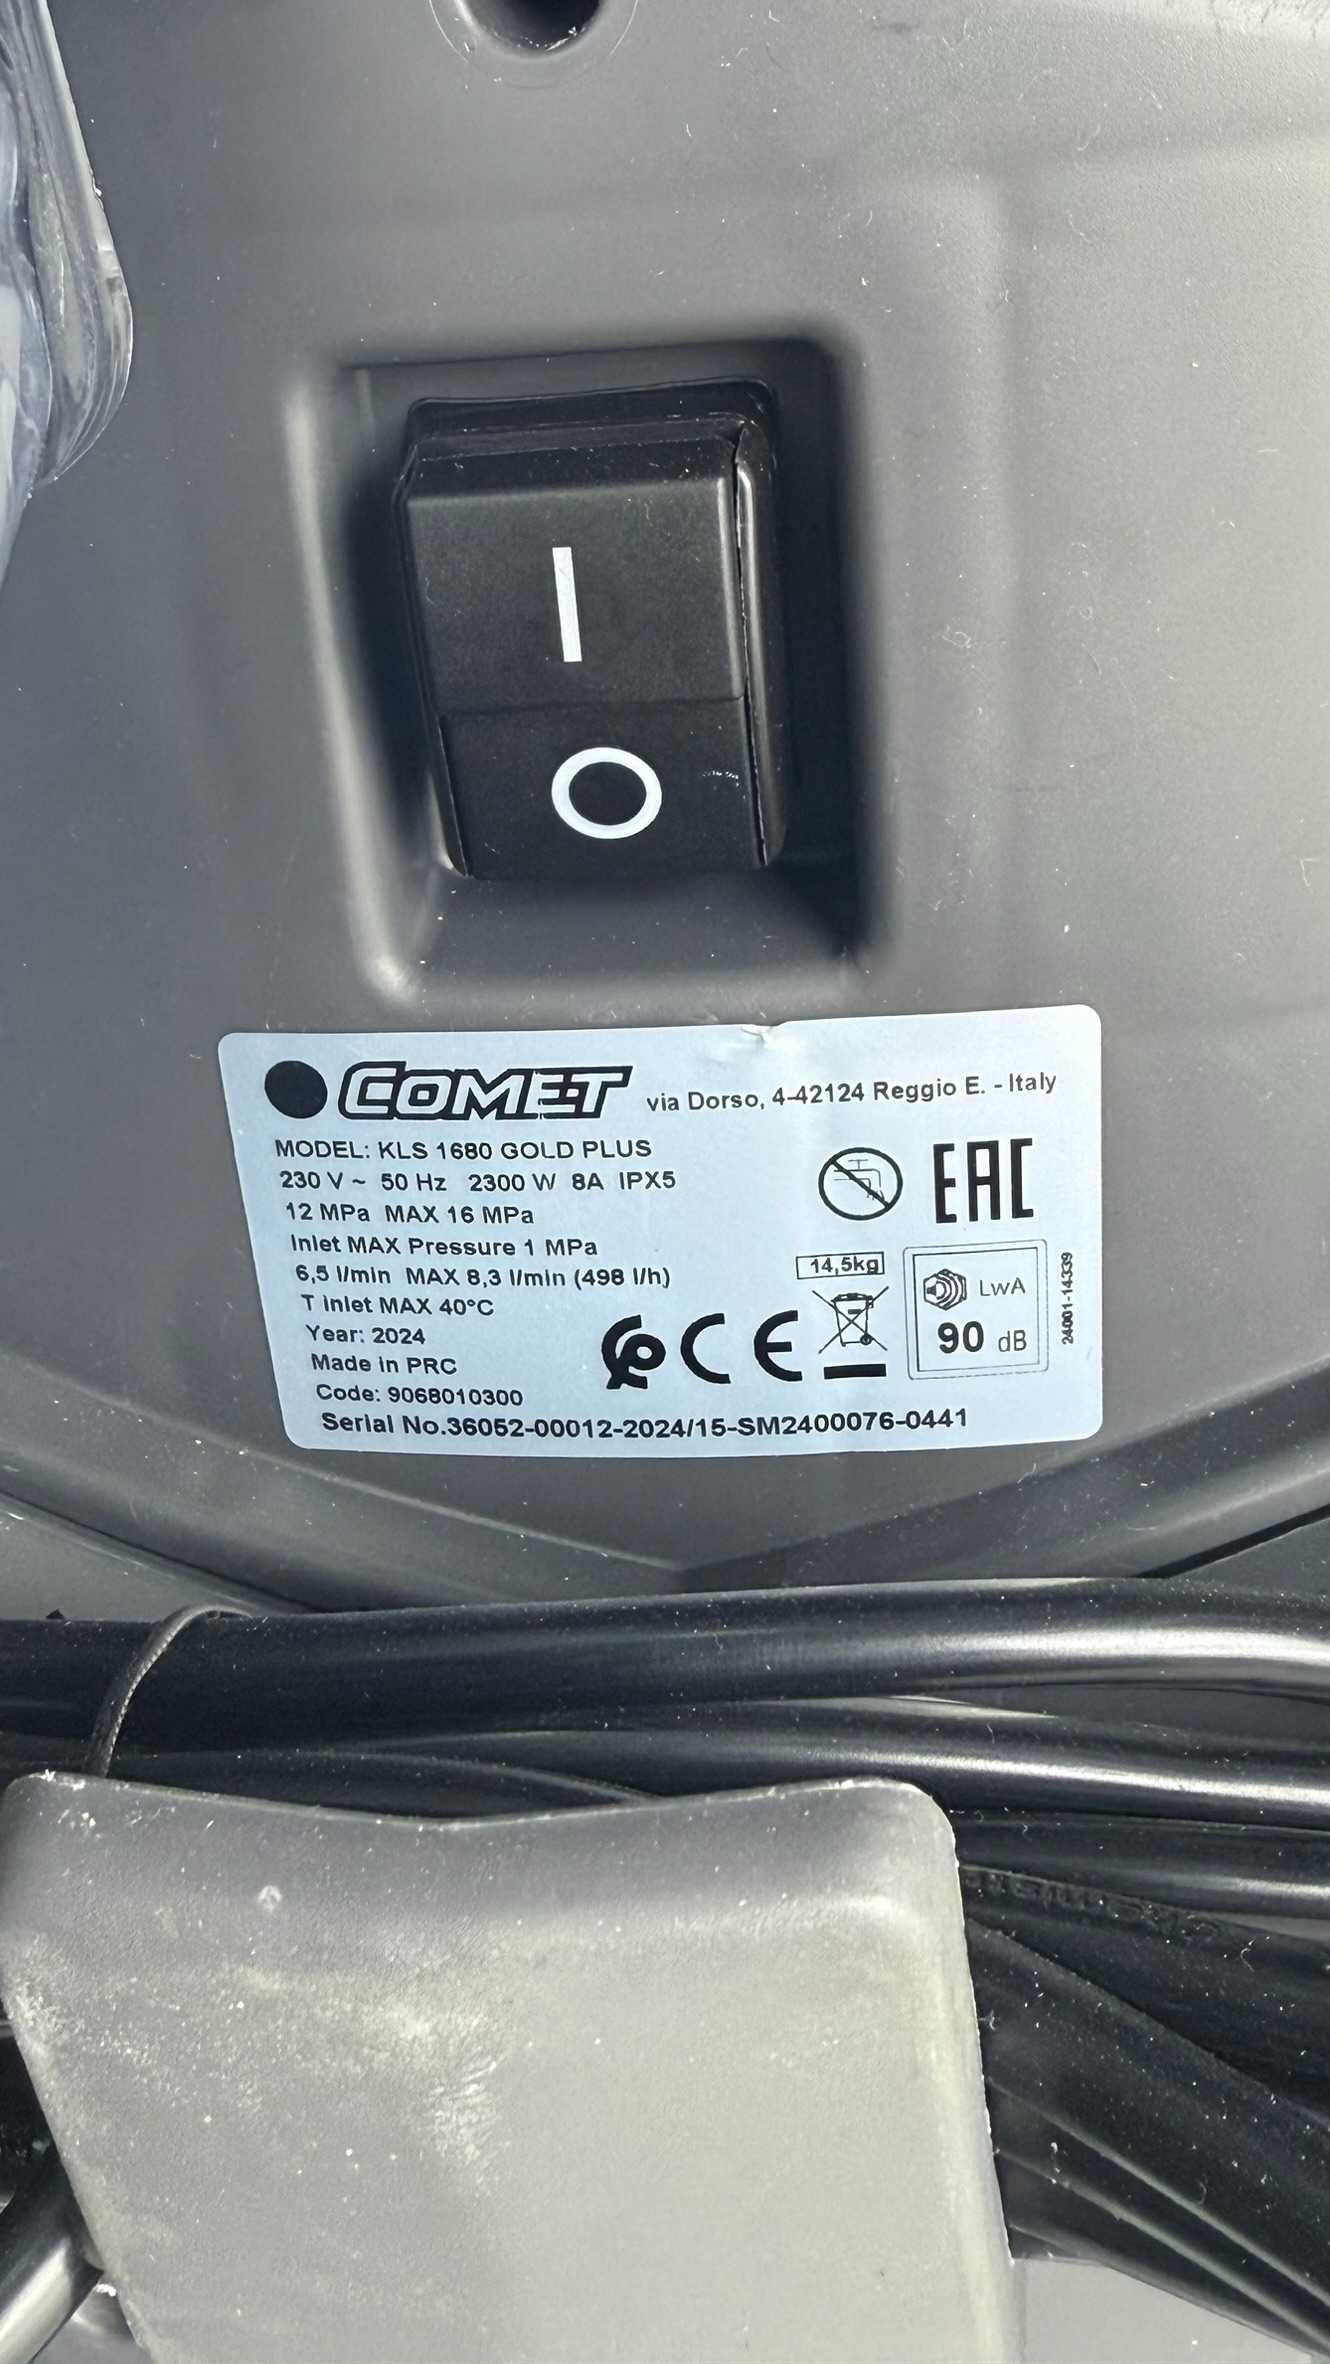 I
O
COMET via Dorso, 4-42124 Reggio E. - Italy
MODEL: KLS 1680 GOLD PLUS
230 V ~ 50 Hz 2300 W 8A IPX5
12 MPa MAX 16 MPa
Inlet MAX Pressure 1 MPa
6,5 l/min MAX 8,3 l/min (498 l/h)
T inlet MAX 40°C
Year: 2024
Made in PRC
Code: 9068010300
Serial No.36052-00012-2024/15-SM2400076-0441
EAC
14,5kg
CE
LwA
90 dB
24001-14339